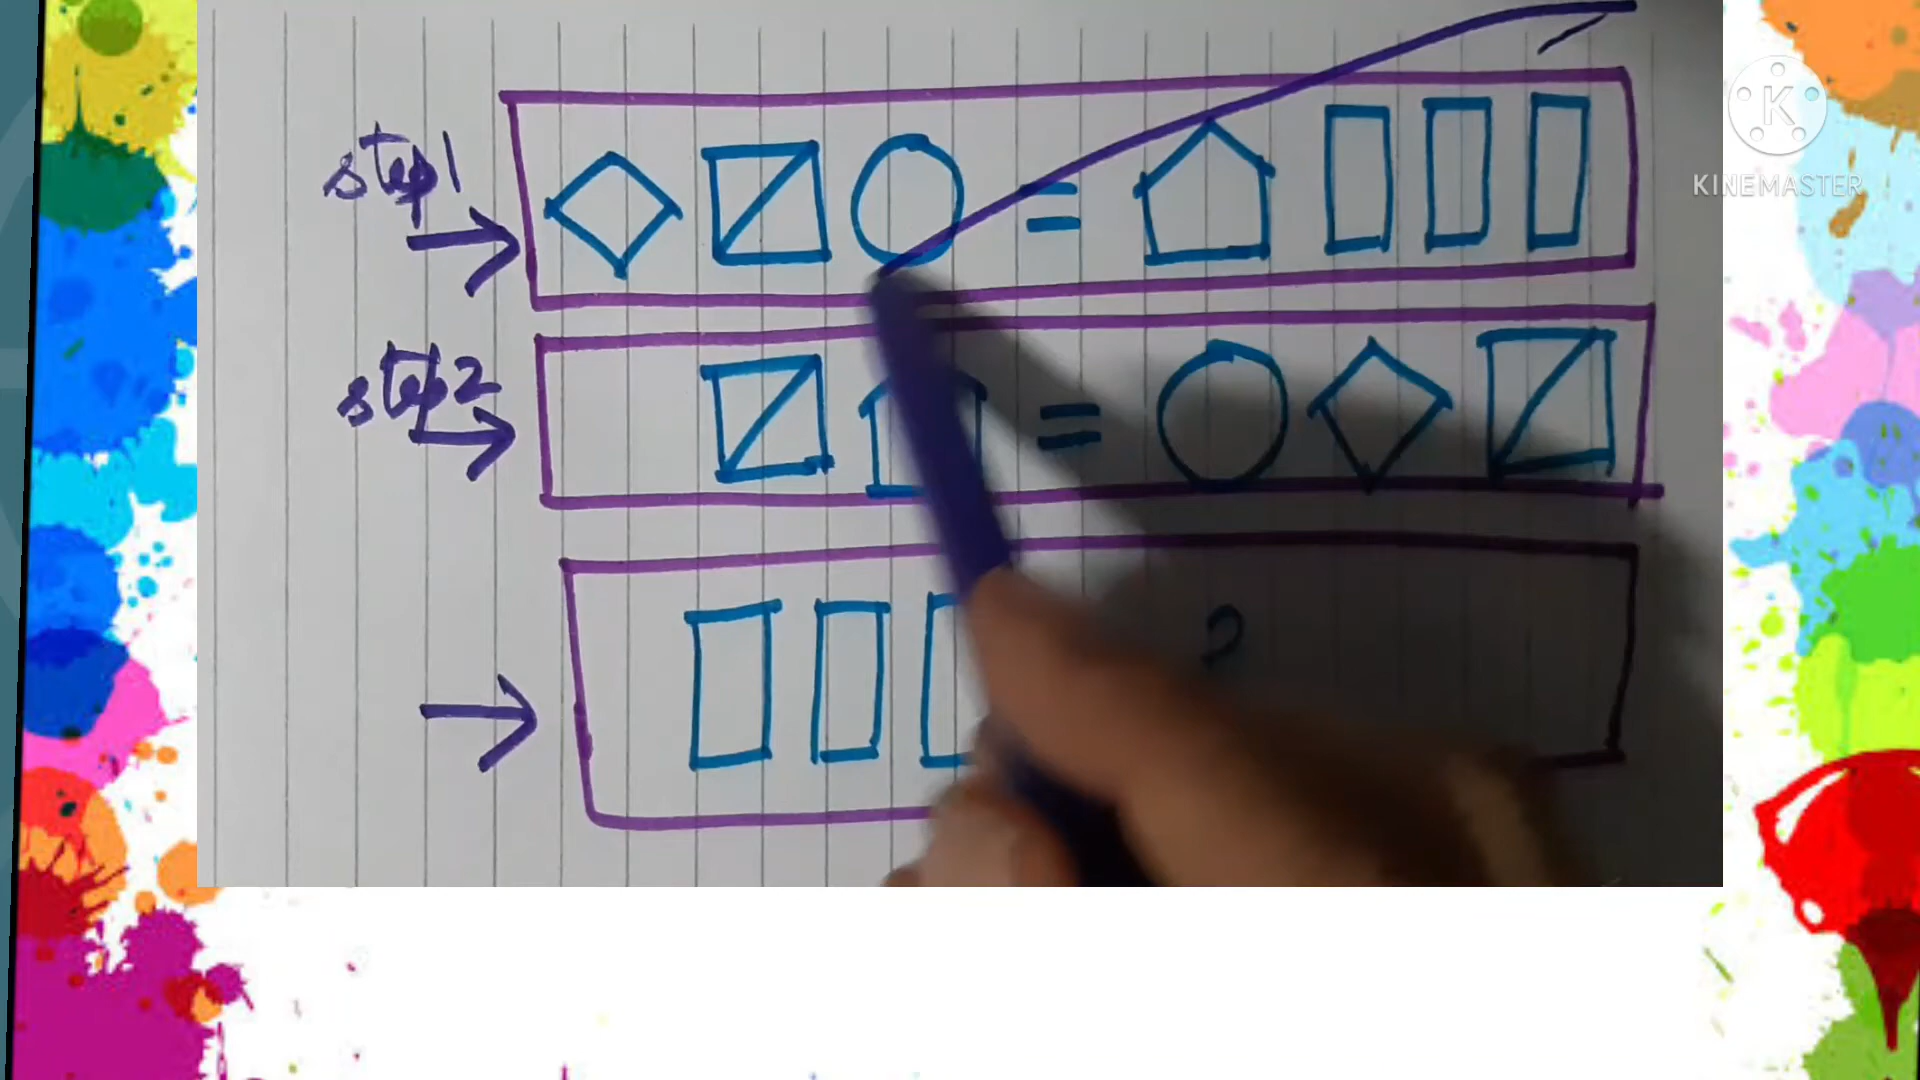 step1
=
step2
=
?
KINEMASTER